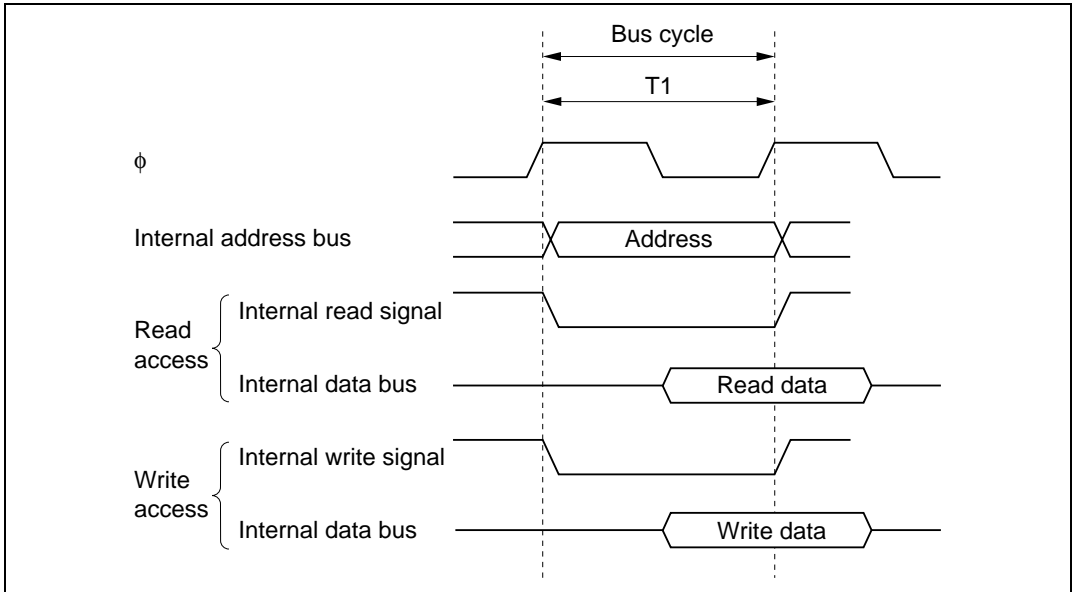 Bus cycle
T1
ϕ
Internal address bus
Address
Read
access
Internal read signal
Internal data bus
Read data
Write
access
Internal write signal
Internal data bus
Write data